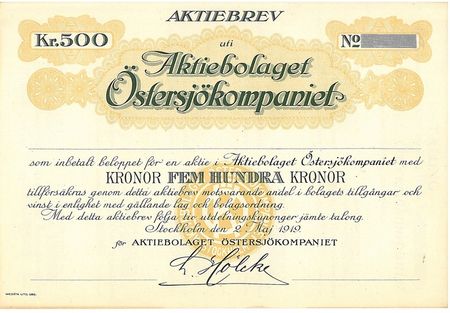 AKTIEBREV
Kr.500
uti
No
Aktiebolaget
Östersjökompaniet
som inbetalt beloppet för en aktie i Aktiebolaget Östersjökompaniet med
KRONOR FEM HUNDRA KRONOR
tillförsäkras genom detta aktiebrev motsvarande andel i bolagets tillgångar och
vinst i enlighet med gällande lag och bolagsordning.
Med detta aktiebrev följa tio utdelningskuponger jämte talong.
Stockholm den 2 Maj 1919.
för AKTIEBOLAGET ÖSTERSJÖKOMPANIET